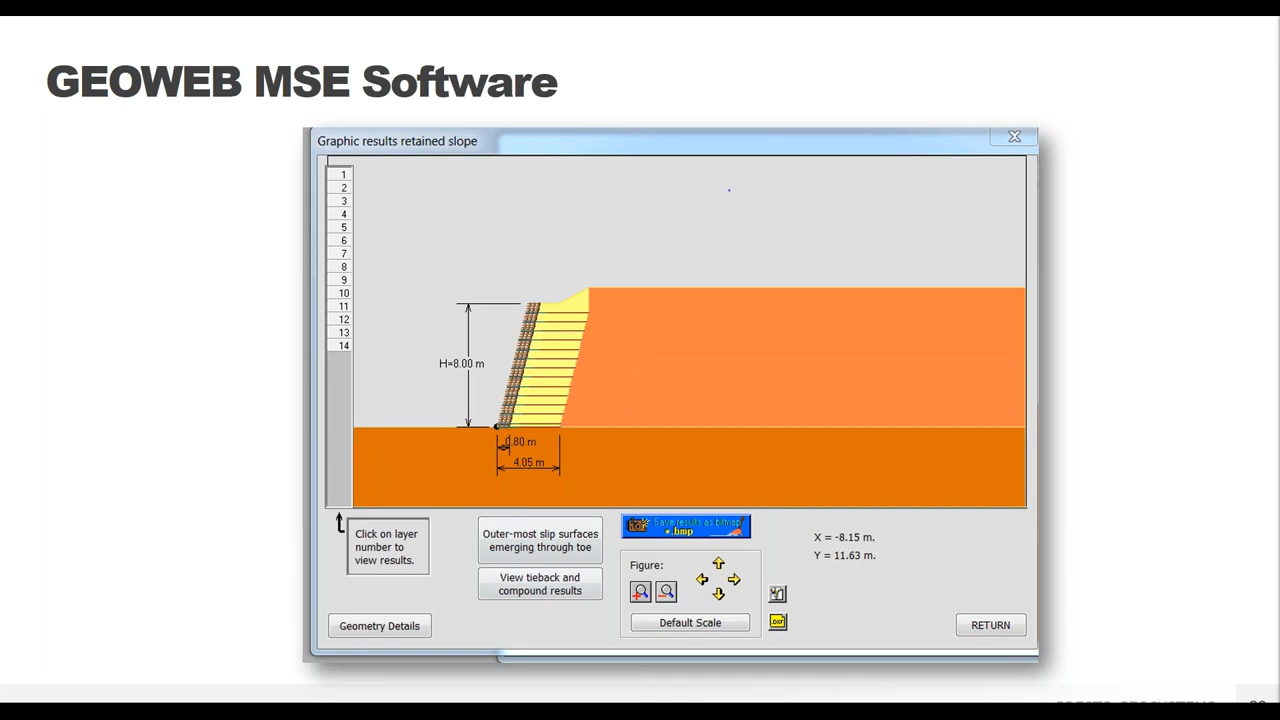 GEOWEB MSE Software
Graphic results retained slope
1
2
3
4
5
6
7
8
9
10
11
12
13
14
H=8.00 m
0.80 m
4.05 m
Click on layer
number to
view results.
Outer-most slip surfaces
emerging through toe
View tieback and
compound results
Save results as bitmap
*.bmp
Figure:
Default Scale
X = -8.15 m.
Y = 11.63 m.
.DXF
Geometry Details
RETURN